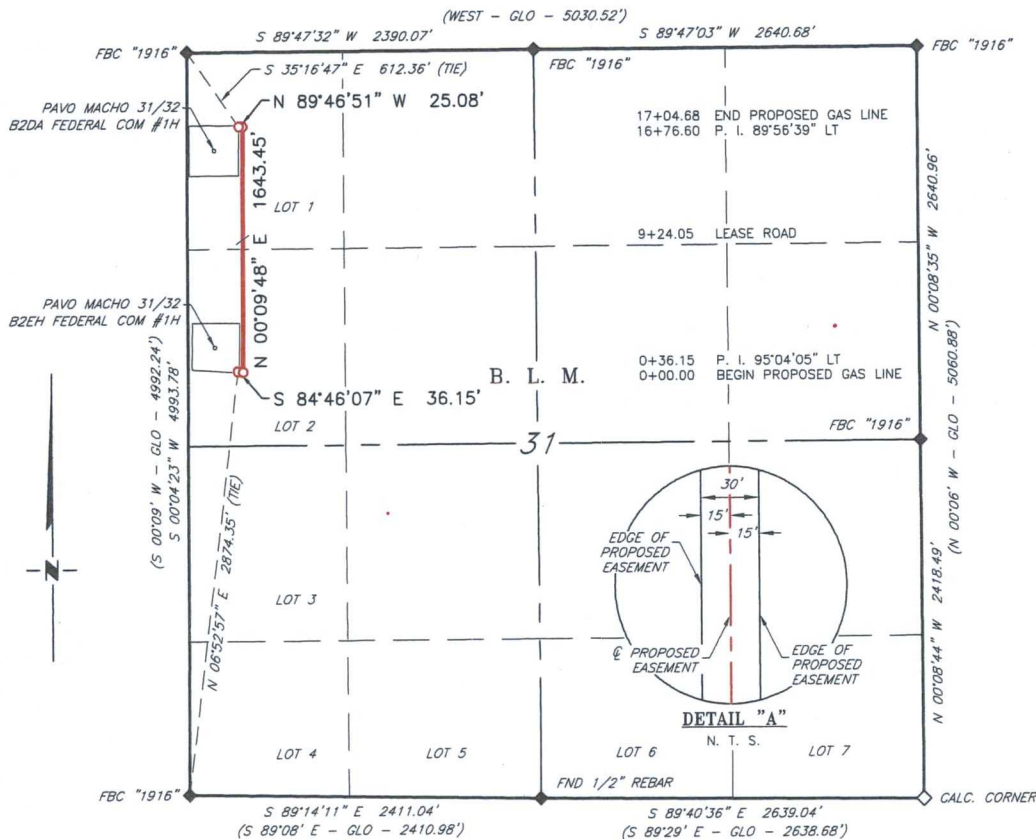 (WEST - GLO - 5030.52')
S 89°47'32" W 2390.07'
S 89°47'03" W 2640.68'
FBC "1916"
FBC "1916"
FBC "1916"
S 35°16'47" E 612.36' (TIE)
N 89°46'51" W 25.08'
PAVO MACHO 31/32
B2DA FEDERAL COM #1H
17+04.68 END PROPOSED GAS LINE
16+76.60 P. I. 89°56'39" LT
N 00°09'48" E 1643.45'
LOT 1
9+24.05 LEASE ROAD
N 00°08'35" W 2640.96'
PAVO MACHO 31/32
B2EH FEDERAL COM #1H
0+36.15 P. I. 95°04'05" LT
0+00.00 BEGIN PROPOSED GAS LINE
B. L. M.
S 84°46'07" E 36.15'
LOT 2
FBC "1916"
31
(S 00°09' W - GLO - 4992.24')
S 00°04'23" W 4993.78'
(N 00°06' W - GLO - 5060.88')
N
N 06°52'57" E 2874.35' (TIE)
LOT 3
30'
15'
15'
EDGE OF
PROPOSED
EASEMENT
℄ PROPOSED
EASEMENT
EDGE OF
PROPOSED
EASEMENT
DETAIL "A"
N. T. S.
N 00°08'44" W 2418.49'
LOT 4
LOT 5
LOT 6
LOT 7
FBC "1916"
FND 1/2" REBAR
CALC. CORNER
S 89°14'11" E 2411.04'
(S 89°08' E - GLO - 2410.98')
S 89°40'36" E 2639.04'
(S 89°29' E - GLO - 2638.68')